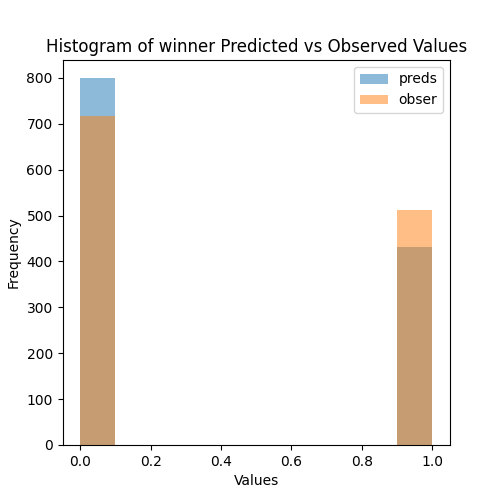 Histogram of winner Predicted vs Observed Values
preds
obser
800
700
600
500
400
300
200
100
0
Frequency
0.0 0.2 0.4 0.6 0.8 1.0
Values